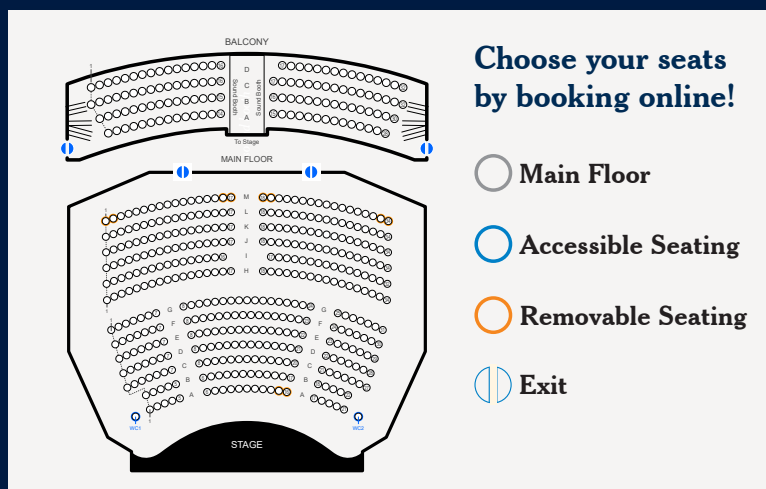 BALCONY
D
C
B
A
Sound Booth
Sound Booth
To Stage
MAIN FLOOR
M
L
K
J
I
H
G
F
E
D
C
B
A
G
F
E
D
C
B
A
WC1
WC2
STAGE
Choose your seats
by booking online!
Main Floor
Accessible Seating
Removable Seating
Exit